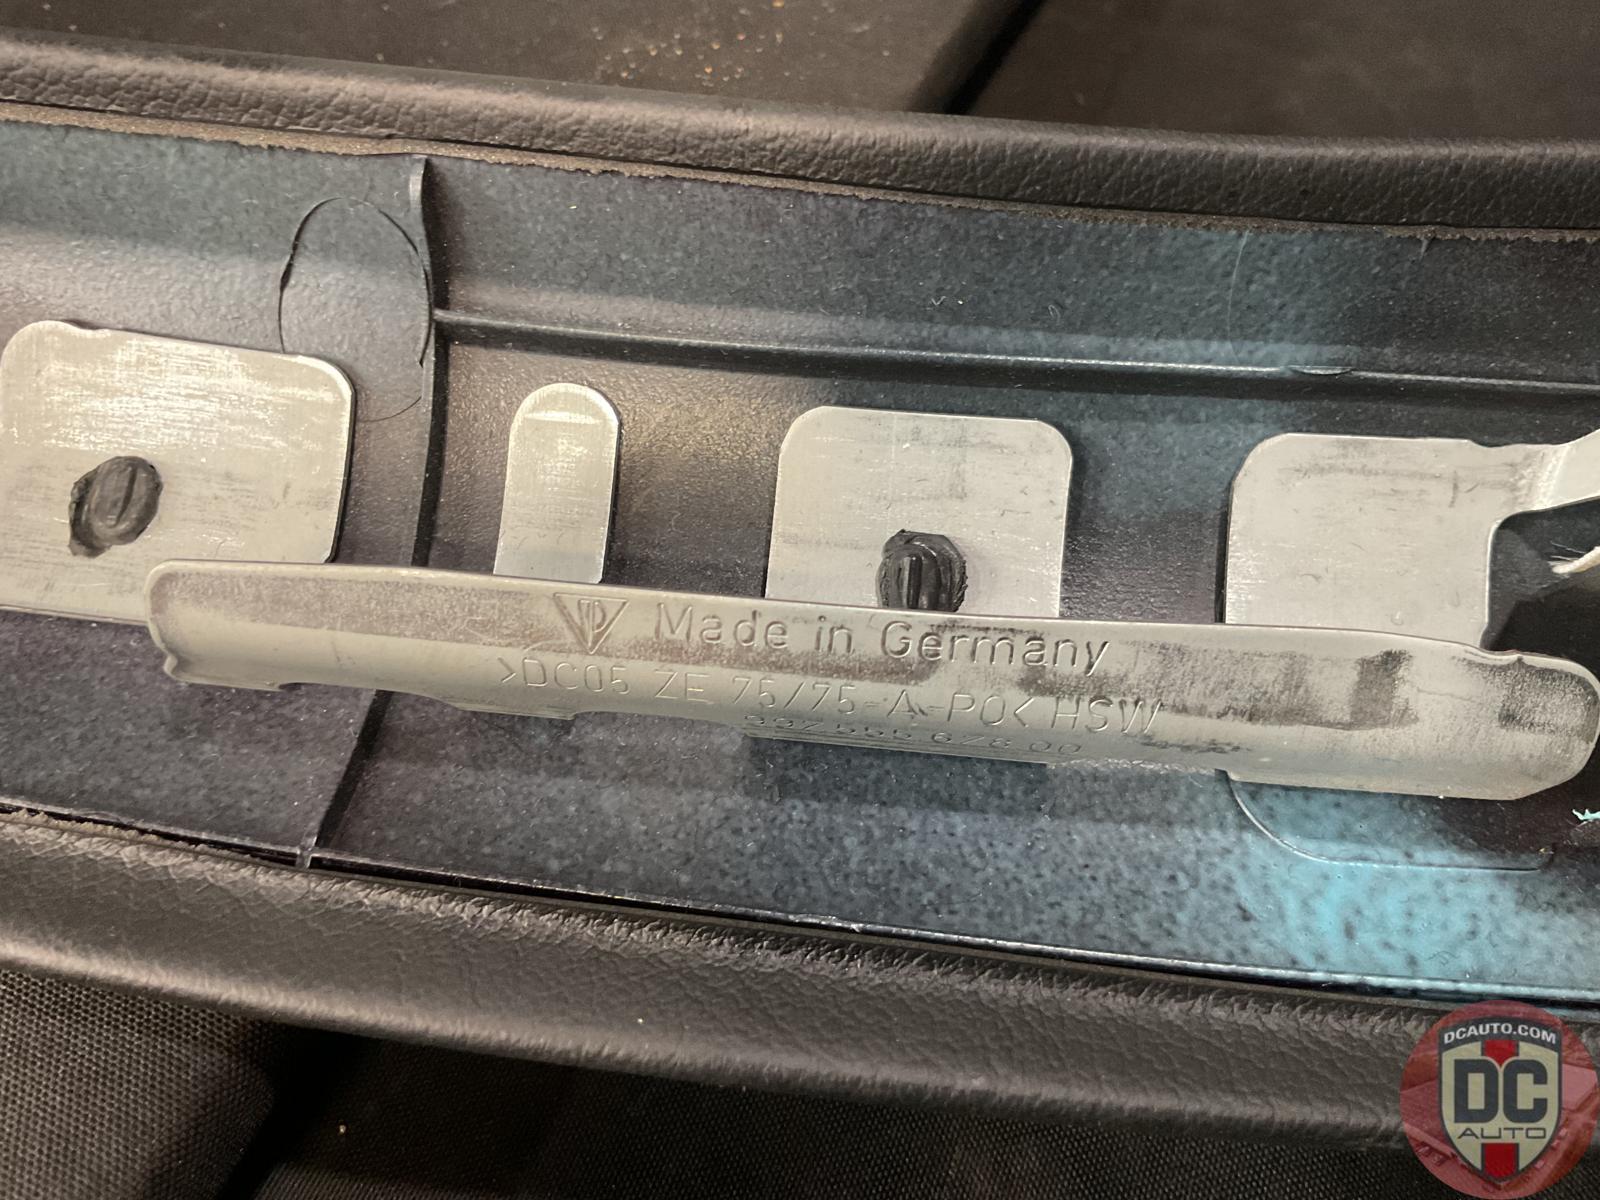 Made in Germany
>DC05 ZE 75/75-A-PO< HSW
DCAUTO.COM
DC
AUTO